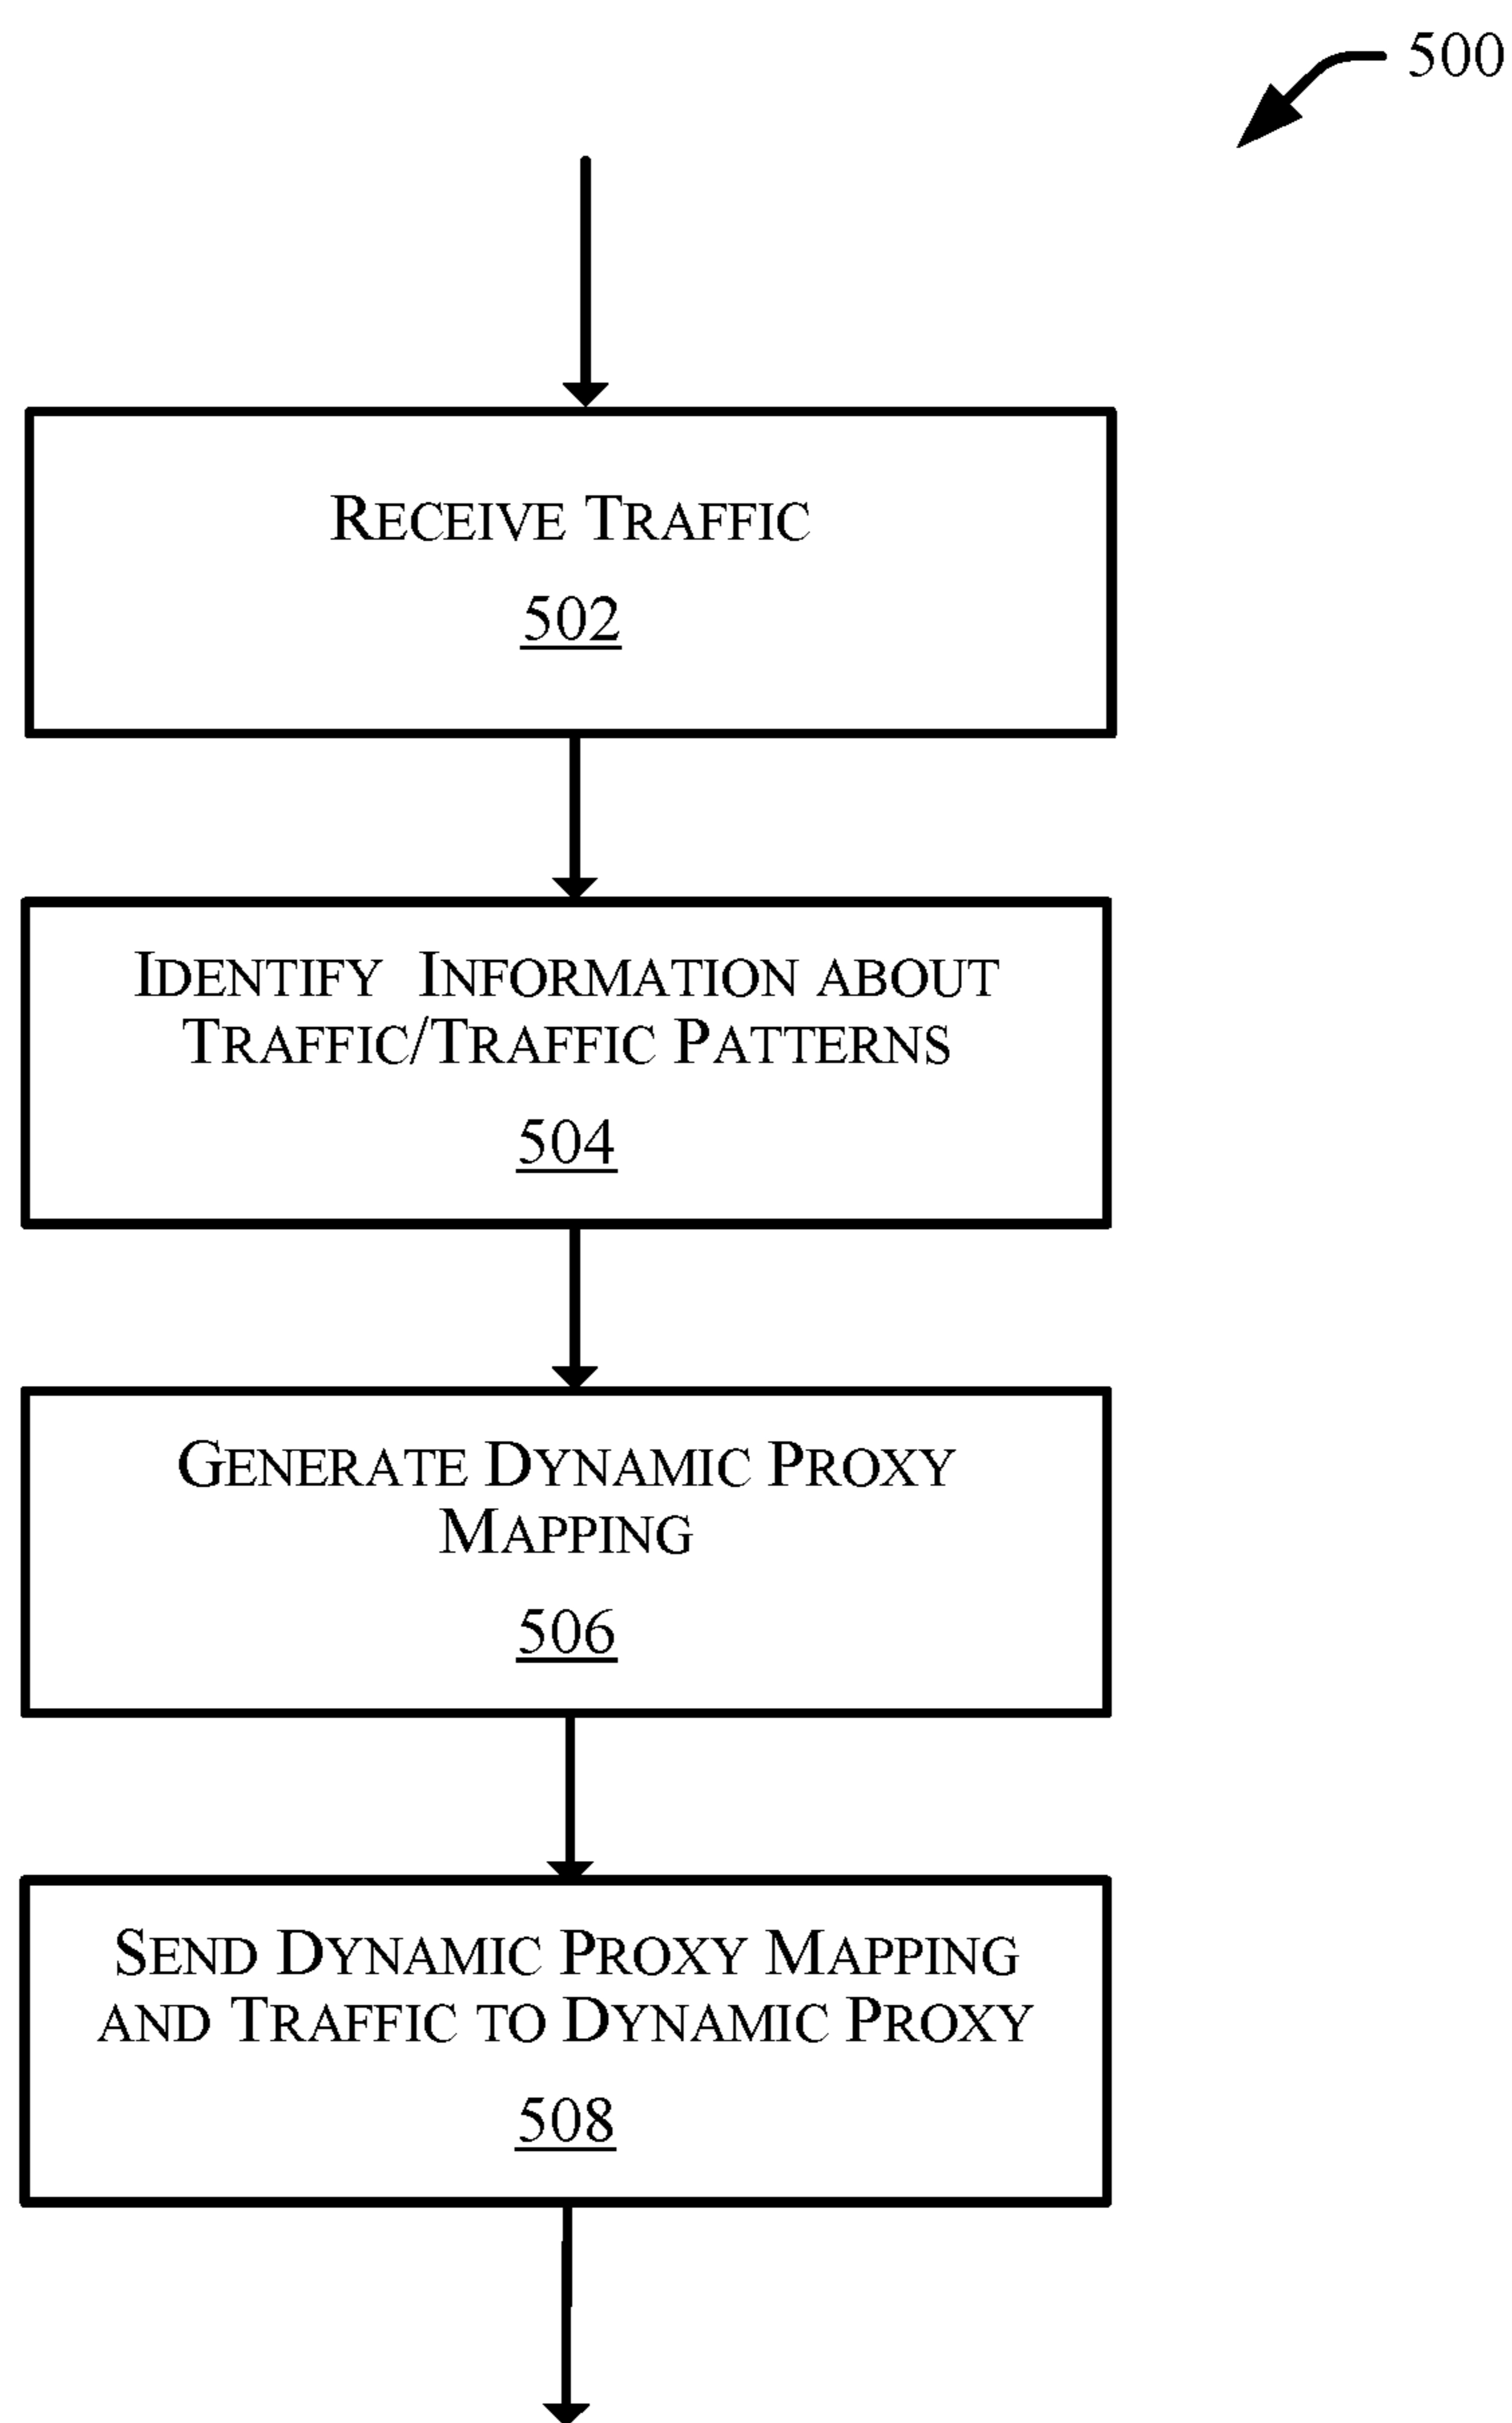 500
RECEIVE TRAFFIC
502
IDENTIFY INFORMATION ABOUT
TRAFFIC/TRAFFIC PATTERNS
504
GENERATE DYNAMIC PROXY
MAPPING
506
SEND DYNAMIC PROXY MAPPING
AND TRAFFIC TO DYNAMIC PROXY
508